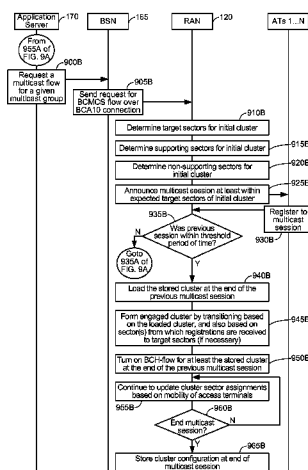 Application
Server
170
BSN
165
RAN
120
ATs 1...N
From
955A of
FIG. 9A
900B
Request a
multicast flow
for a given
multicast group
905B
Send request for
BCMCS flow over
BCA10 connection
910B
Determine target sectors for initial cluster
915B
Determine supporting sectors for initial cluster
920B
Determine non-supporting sectors for
initial cluster
925B
Announce multicast session at least within
expected target sectors of initial cluster
935B
Register to
multicast
session
930B
Was previous
session within threshold
period of time?
N
Goto
935A of
FIG. 9A
Y
940B
Load the stored cluster at the end of the
previous multicast session
945B
Form engaged cluster by transitioning based
on the loaded cluster, and also based on
sector(s) from which registrations are received
to target sectors (if necessary)
950B
Turn on BCH-flow for at least the stored cluster
at the end of the previous multicast session
Continue to update cluster sector assignments
based on mobility of access terminals
955B
960B
End multicast
session?
N
Y
965B
Store cluster configuration at end of
multicast session